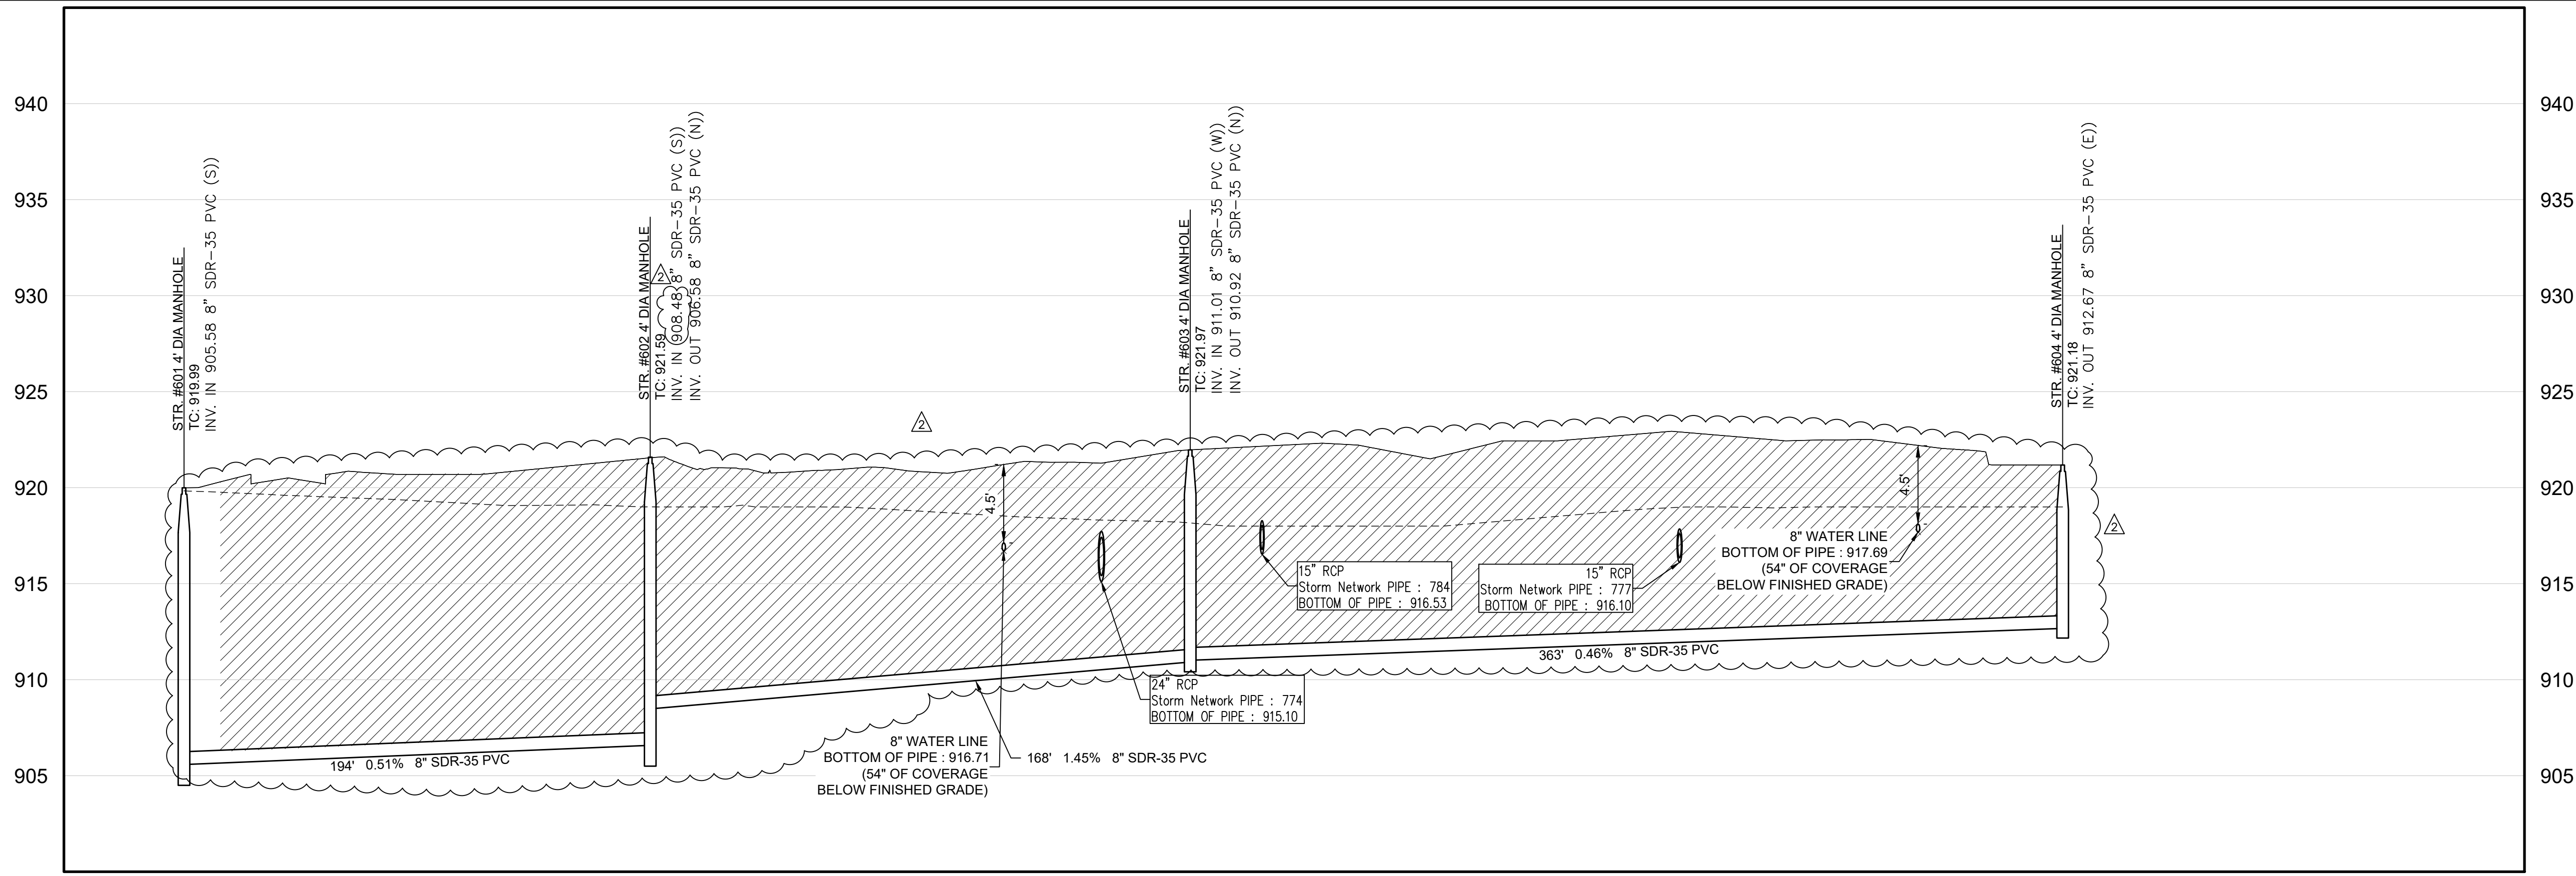 940
935
930
925
920
915
910
905
STR. #601 4' DIA MANHOLE
TC: 919.99
INV. IN 905.58 8" SDR-35 PVC (S))
STR. #602 4' DIA MANHOLE
TC: 921.59
INV. IN 908.48 8" SDR-35 PVC (S))
INV. OUT 906.58 8" SDR-35 PVC (N))
2
2
STR. #603 4' DIA MANHOLE
TC: 921.97
INV. IN 911.01 8" SDR-35 PVC (W))
INV. OUT 910.92 8" SDR-35 PVC (N))
STR. #604 4' DIA MANHOLE
TC: 921.18
INV. OUT 912.67 8" SDR-35 PVC (E))
2
4.5'
4.5'
15" RCP
Storm Network PIPE : 784
BOTTOM OF PIPE : 916.53
15" RCP
Storm Network PIPE : 777
BOTTOM OF PIPE : 916.10
8" WATER LINE
BOTTOM OF PIPE : 917.69
(54" OF COVERAGE
BELOW FINISHED GRADE)
24" RCP
Storm Network PIPE : 774
BOTTOM OF PIPE : 915.10
8" WATER LINE
BOTTOM OF PIPE : 916.71
(54" OF COVERAGE
BELOW FINISHED GRADE)
194' 0.51% 8" SDR-35 PVC
168' 1.45% 8" SDR-35 PVC
363' 0.46% 8" SDR-35 PVC
940
935
930
925
920
915
910
905